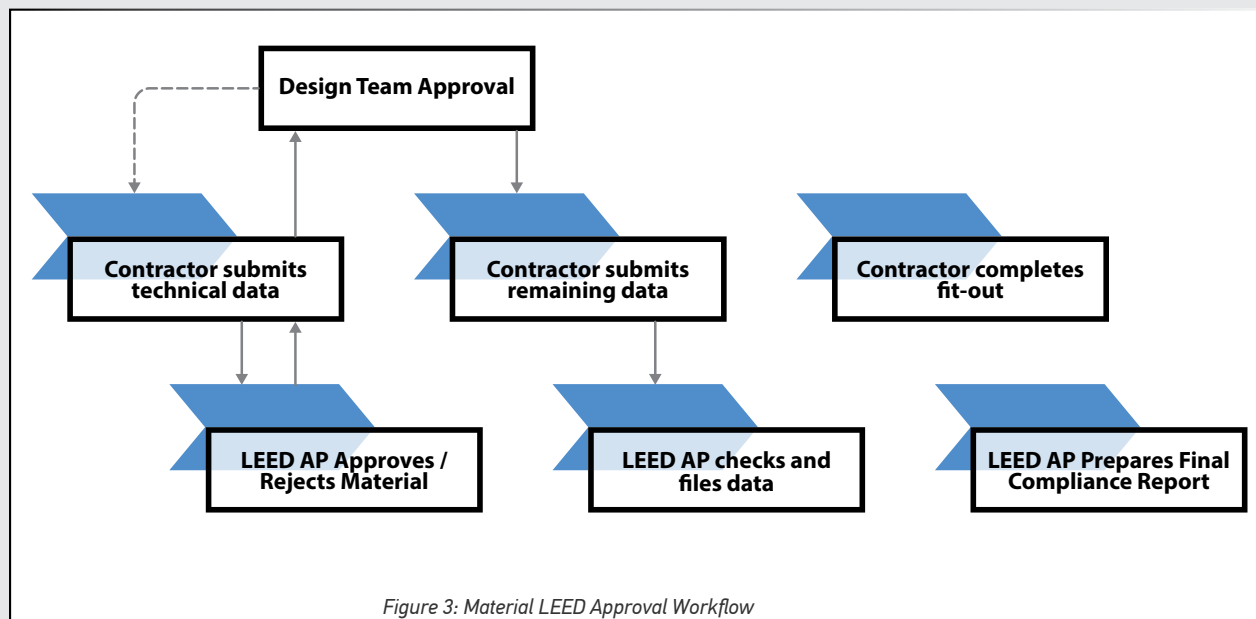 Design Team Approval
Contractor submits
technical data
Contractor submits
remaining data
Contractor completes
fit-out
LEED AP Approves /
Rejects Material
LEED AP checks and
files data
LEED AP Prepares Final
Compliance Report
Figure 3: Material LEED Approval Workflow